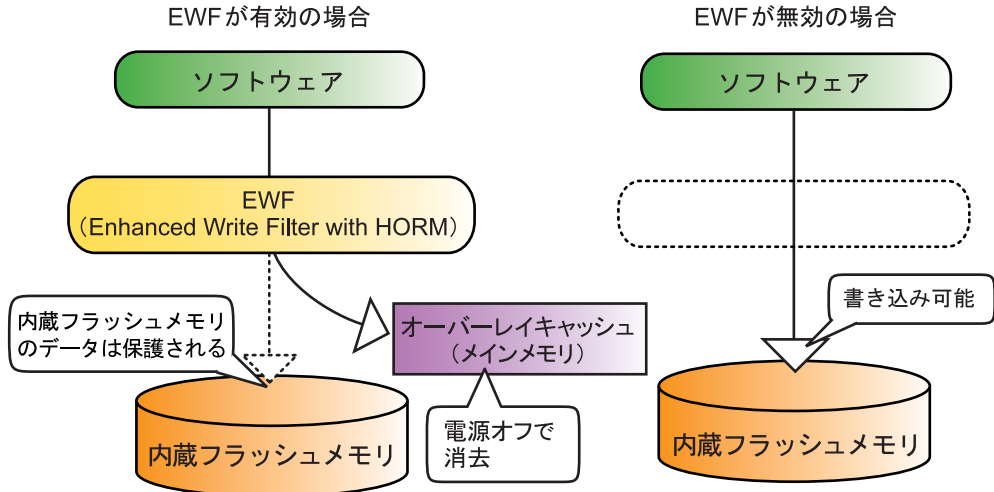 EWFが有効の場合
ソフトウェア
EWF
（Enhanced Write Filter with HORM）
内蔵フラッシュメモリ
のデータは保護される
オーバーレイキャッシュ
（メインメモリ）
電源オフで
消去
内蔵フラッシュメモリ
EWFが無効の場合
ソフトウェア
書き込み可能
内蔵フラッシュメモリ